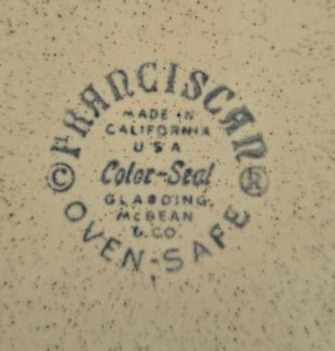 FRANCISCAN
MADE IN
CALIFORNIA
U S A
Color-Seal
GLADDING,
McBEAN
& CO.
© ®
OVEN-SAFE